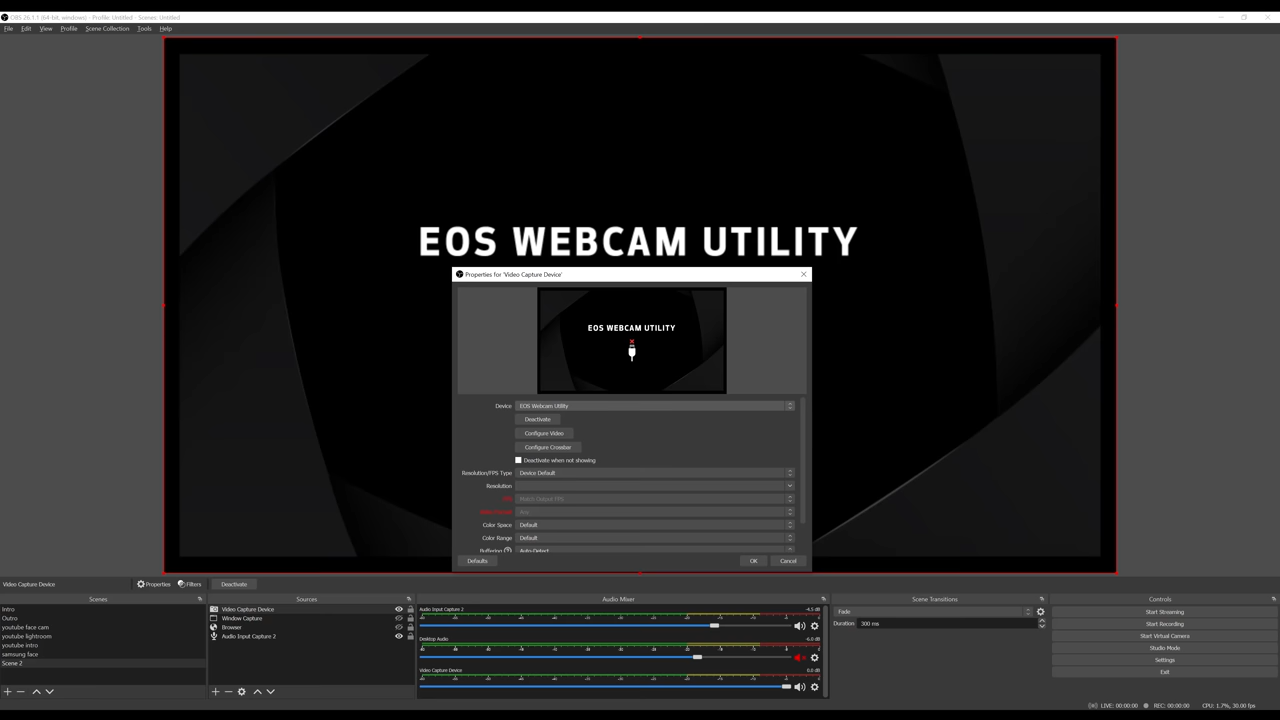 OBS 26.1.1 (64-bit, windows) - Profile: Untitled - Scenes: Untitled
File Edit View Profile Scene Collection Tools Help
EOS WEBCAM UTILITY
Properties for 'Video Capture Device'
EOS WEBCAM UTILITY
Device EOS Webcam Utility
Deactivate
Configure Video
Configure Crossbar
Deactivate when not showing
Resolution/FPS Type Device Default
Resolution
FPS Match Output FPS
Video Format Any
Color Space Default
Color Range Default
Buffering Auto-Detect
Defaults OK Cancel
Video Capture Device Properties Filters Deactivate
Scenes
Intro
Outro
youtube face cam
youtube lightroom
youtube intro
samsung face
Scene 2
Sources
Video Capture Device
Window Capture
Browser
Audio Input Capture 2
Audio Mixer
Audio Input Capture 2 -4.5 dB
Desktop Audio -6.0 dB
Video Capture Device 0.0 dB
Scene Transitions
Fade
Duration 300 ms
Controls
Start Streaming
Start Recording
Start Virtual Camera
Studio Mode
Settings
Exit
LIVE: 00:00:00 REC: 00:00:00 CPU: 1.7%, 30.00 fps